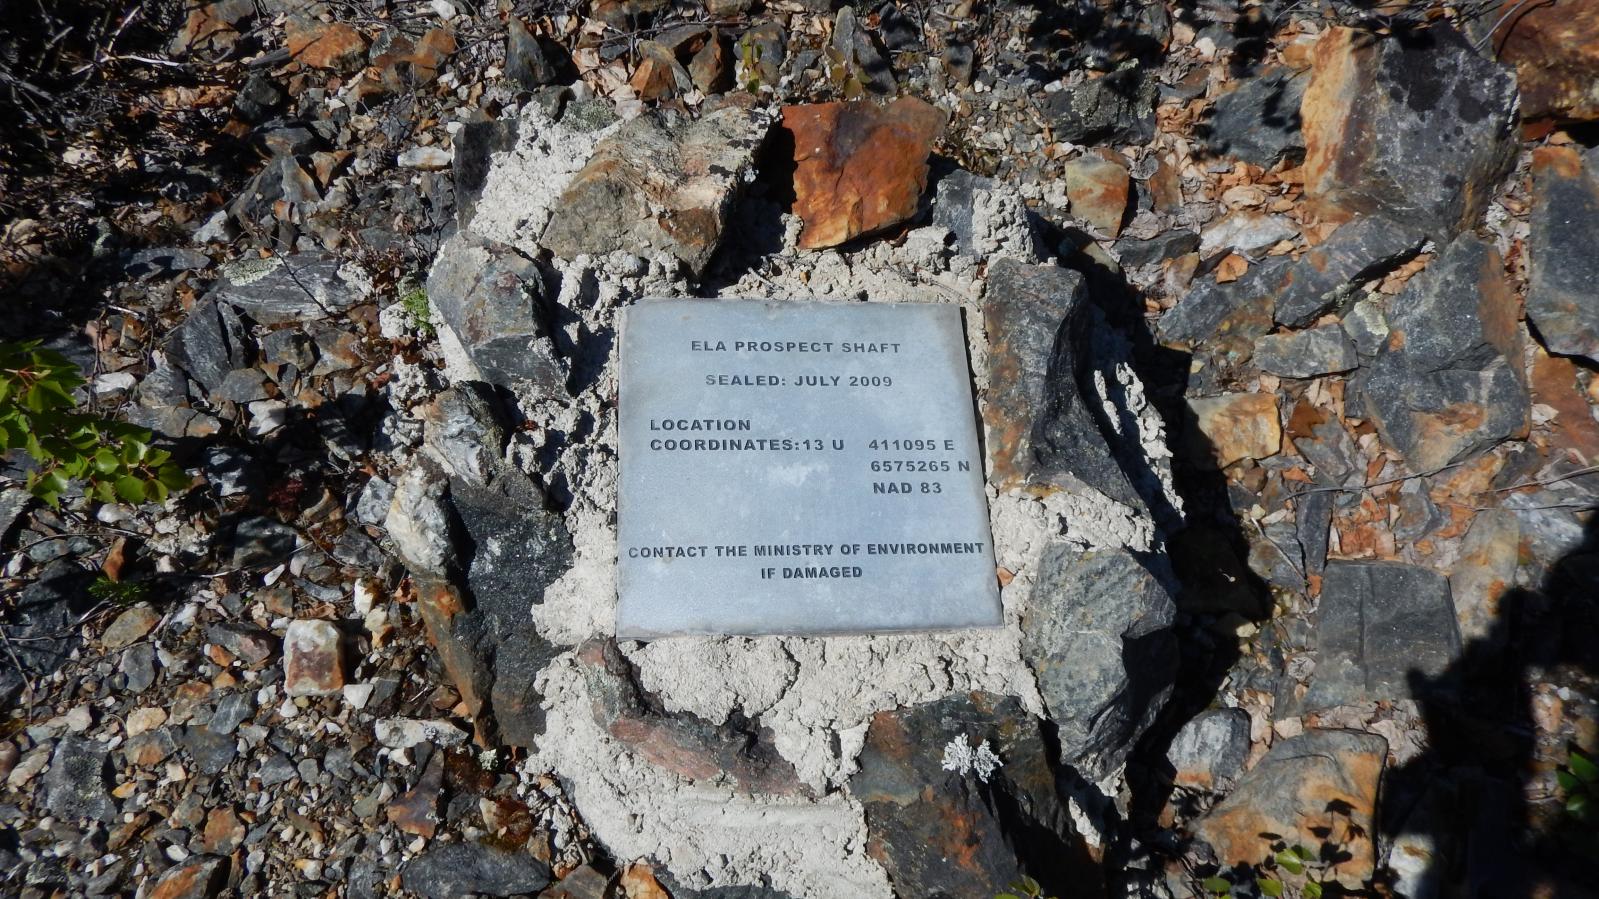 ELA PROSPECT SHAFT
SEALED: JULY 2009
LOCATION
COORDINATES:13 U 411095 E
6575265 N
NAD 83
CONTACT THE MINISTRY OF ENVIRONMENT
IF DAMAGED